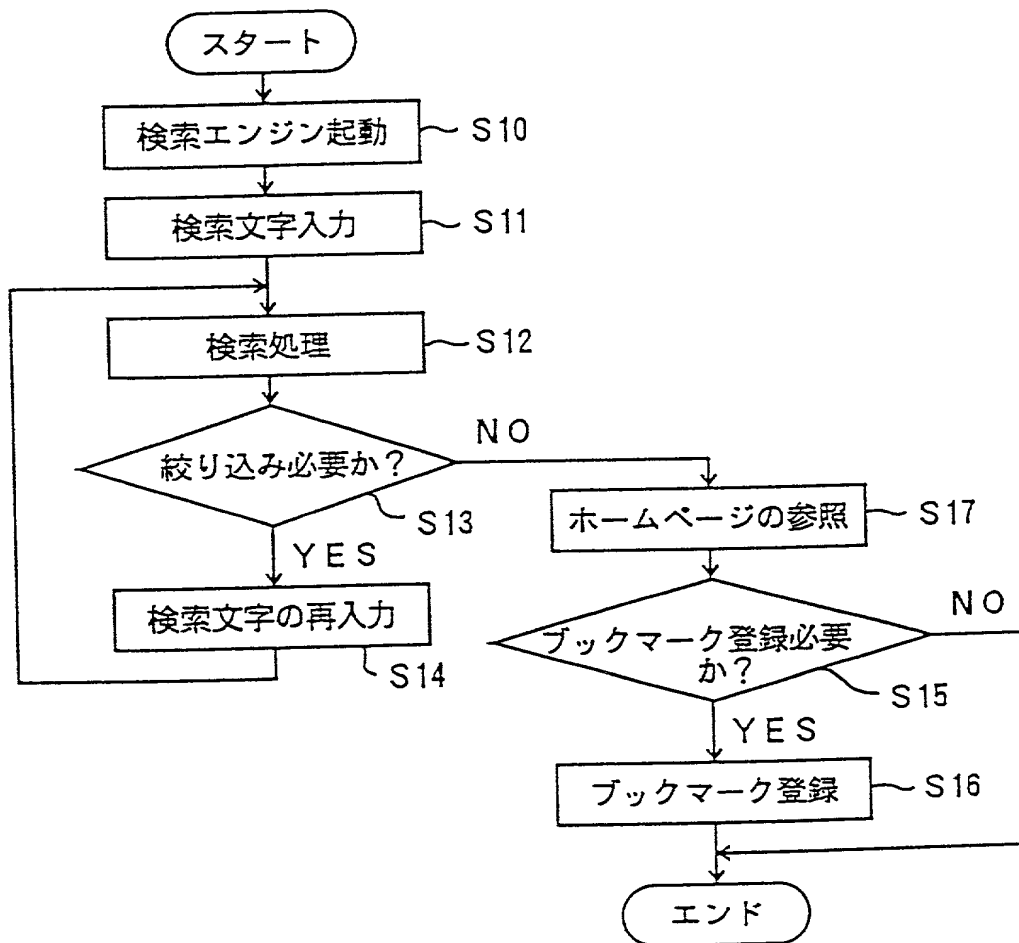 スタート
検索エンジン起動
S10
検索文字入力
S11
検索処理
S12
絞り込み必要か？
S13
NO
YES
検索文字の再入力
S14
ホームページの参照
S17
ブックマーク登録必要
か？
S15
NO
YES
ブックマーク登録
S16
エンド